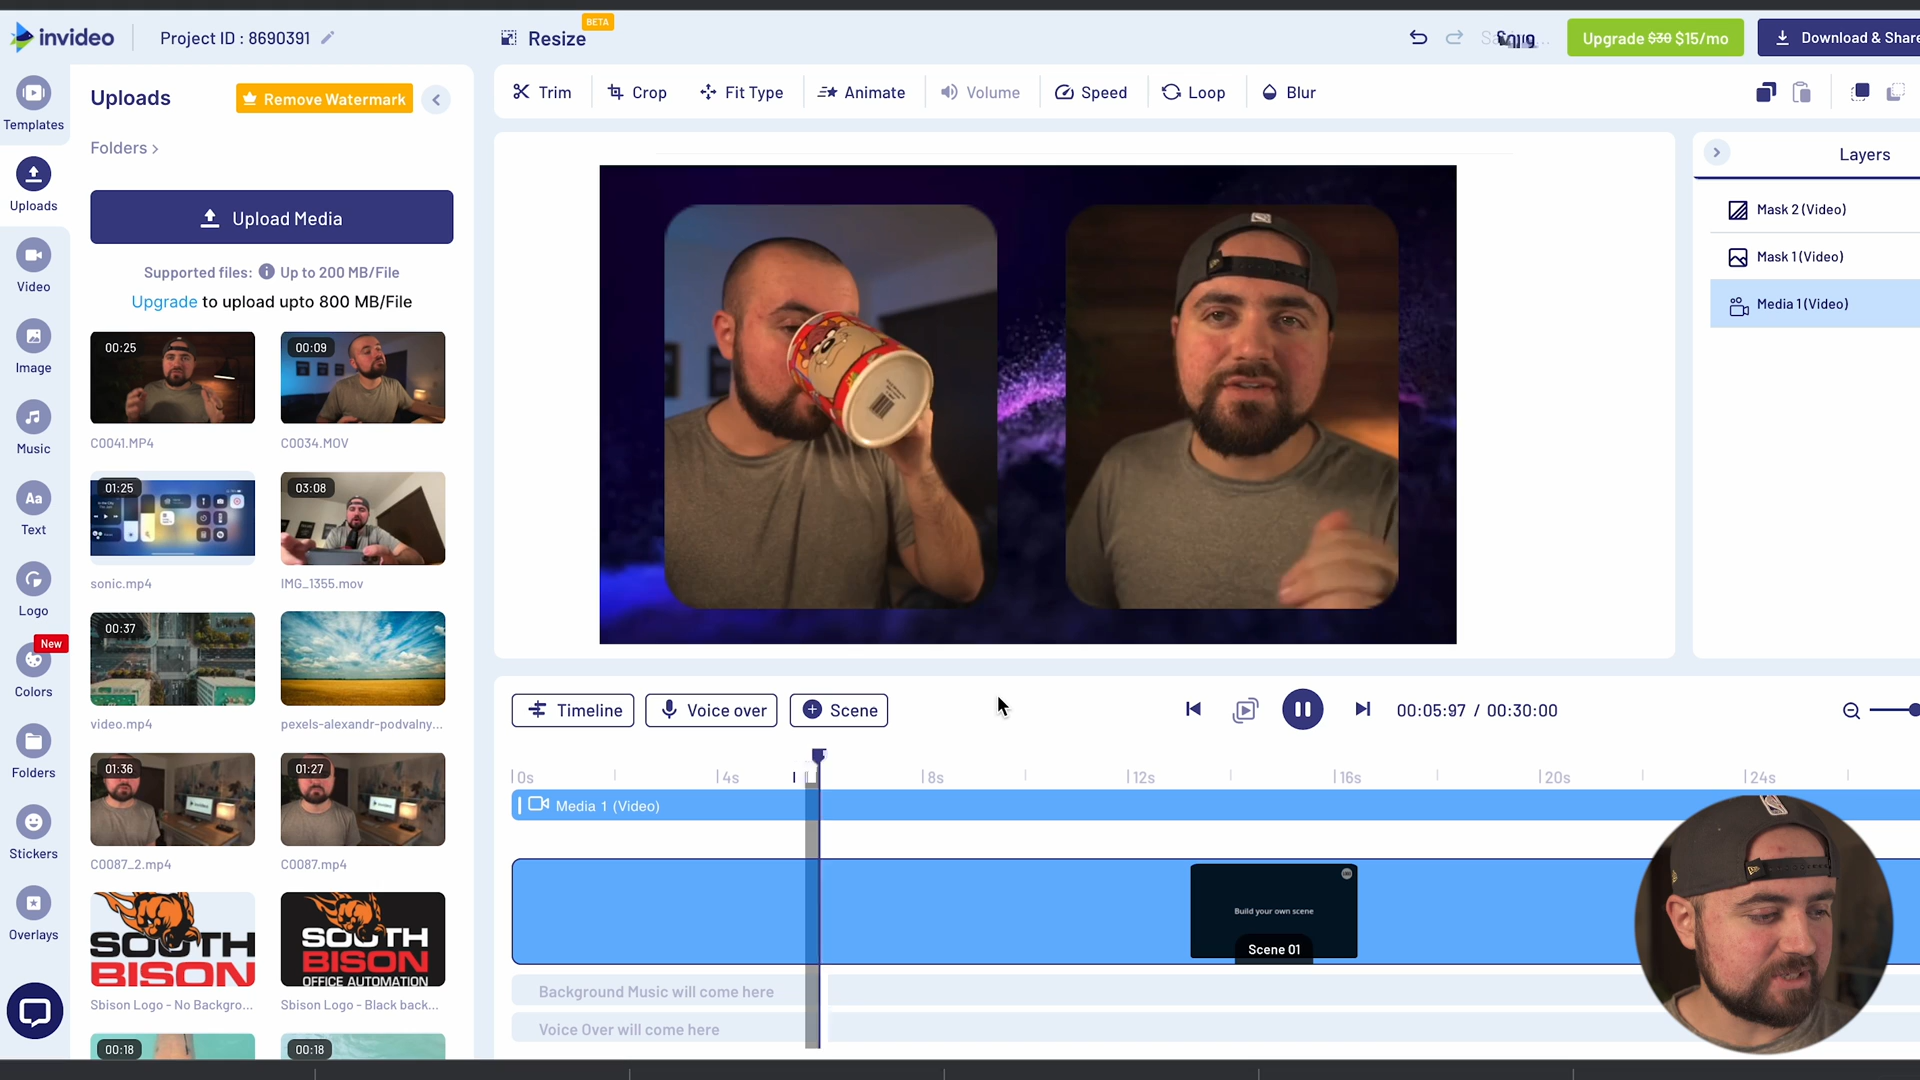 invideo
Project ID : 8690391
Resize
BETA
Upgrade $30 $15/mo
Download & Share
Templates
Uploads
Video
Image
Music
Text
Logo
New
Colors
Folders
Stickers
Overlays
Uploads
Remove Watermark
Folders >
Upload Media
Supported files: Up to 200 MB/File
Upgrade to upload upto 800 MB/File
00:25
00:09
C0041.MP4
C0034.MOV
01:25
03:08
sonic.mp4
IMG_1355.mov
00:37
video.mp4
pexels-alexandr-podvalny...
01:36
01:27
C0087_2.mp4
C0087.mp4
SOUTH
BISON
SOUTH
BISON
OFFICE AUTOMATION
Sbison Logo - No Backgro...
Sbison Logo - Black back...
00:18
00:18
Trim
Crop
Fit Type
Animate
Volume
Speed
Loop
Blur
Layers
Mask 2 (Video)
Mask 1 (Video)
Media 1 (Video)
Timeline
Voice over
Scene
00:05:97 / 00:30:00
0s
4s
8s
12s
16s
20s
24s
Media 1 (Video)
Build your own scene
Scene 01
Background Music will come here
Voice Over will come here